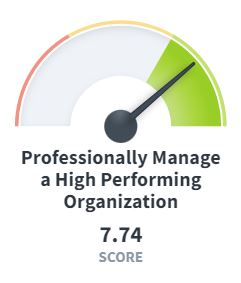 Professionally Manage
a High Performing
Organization
7.74
SCORE